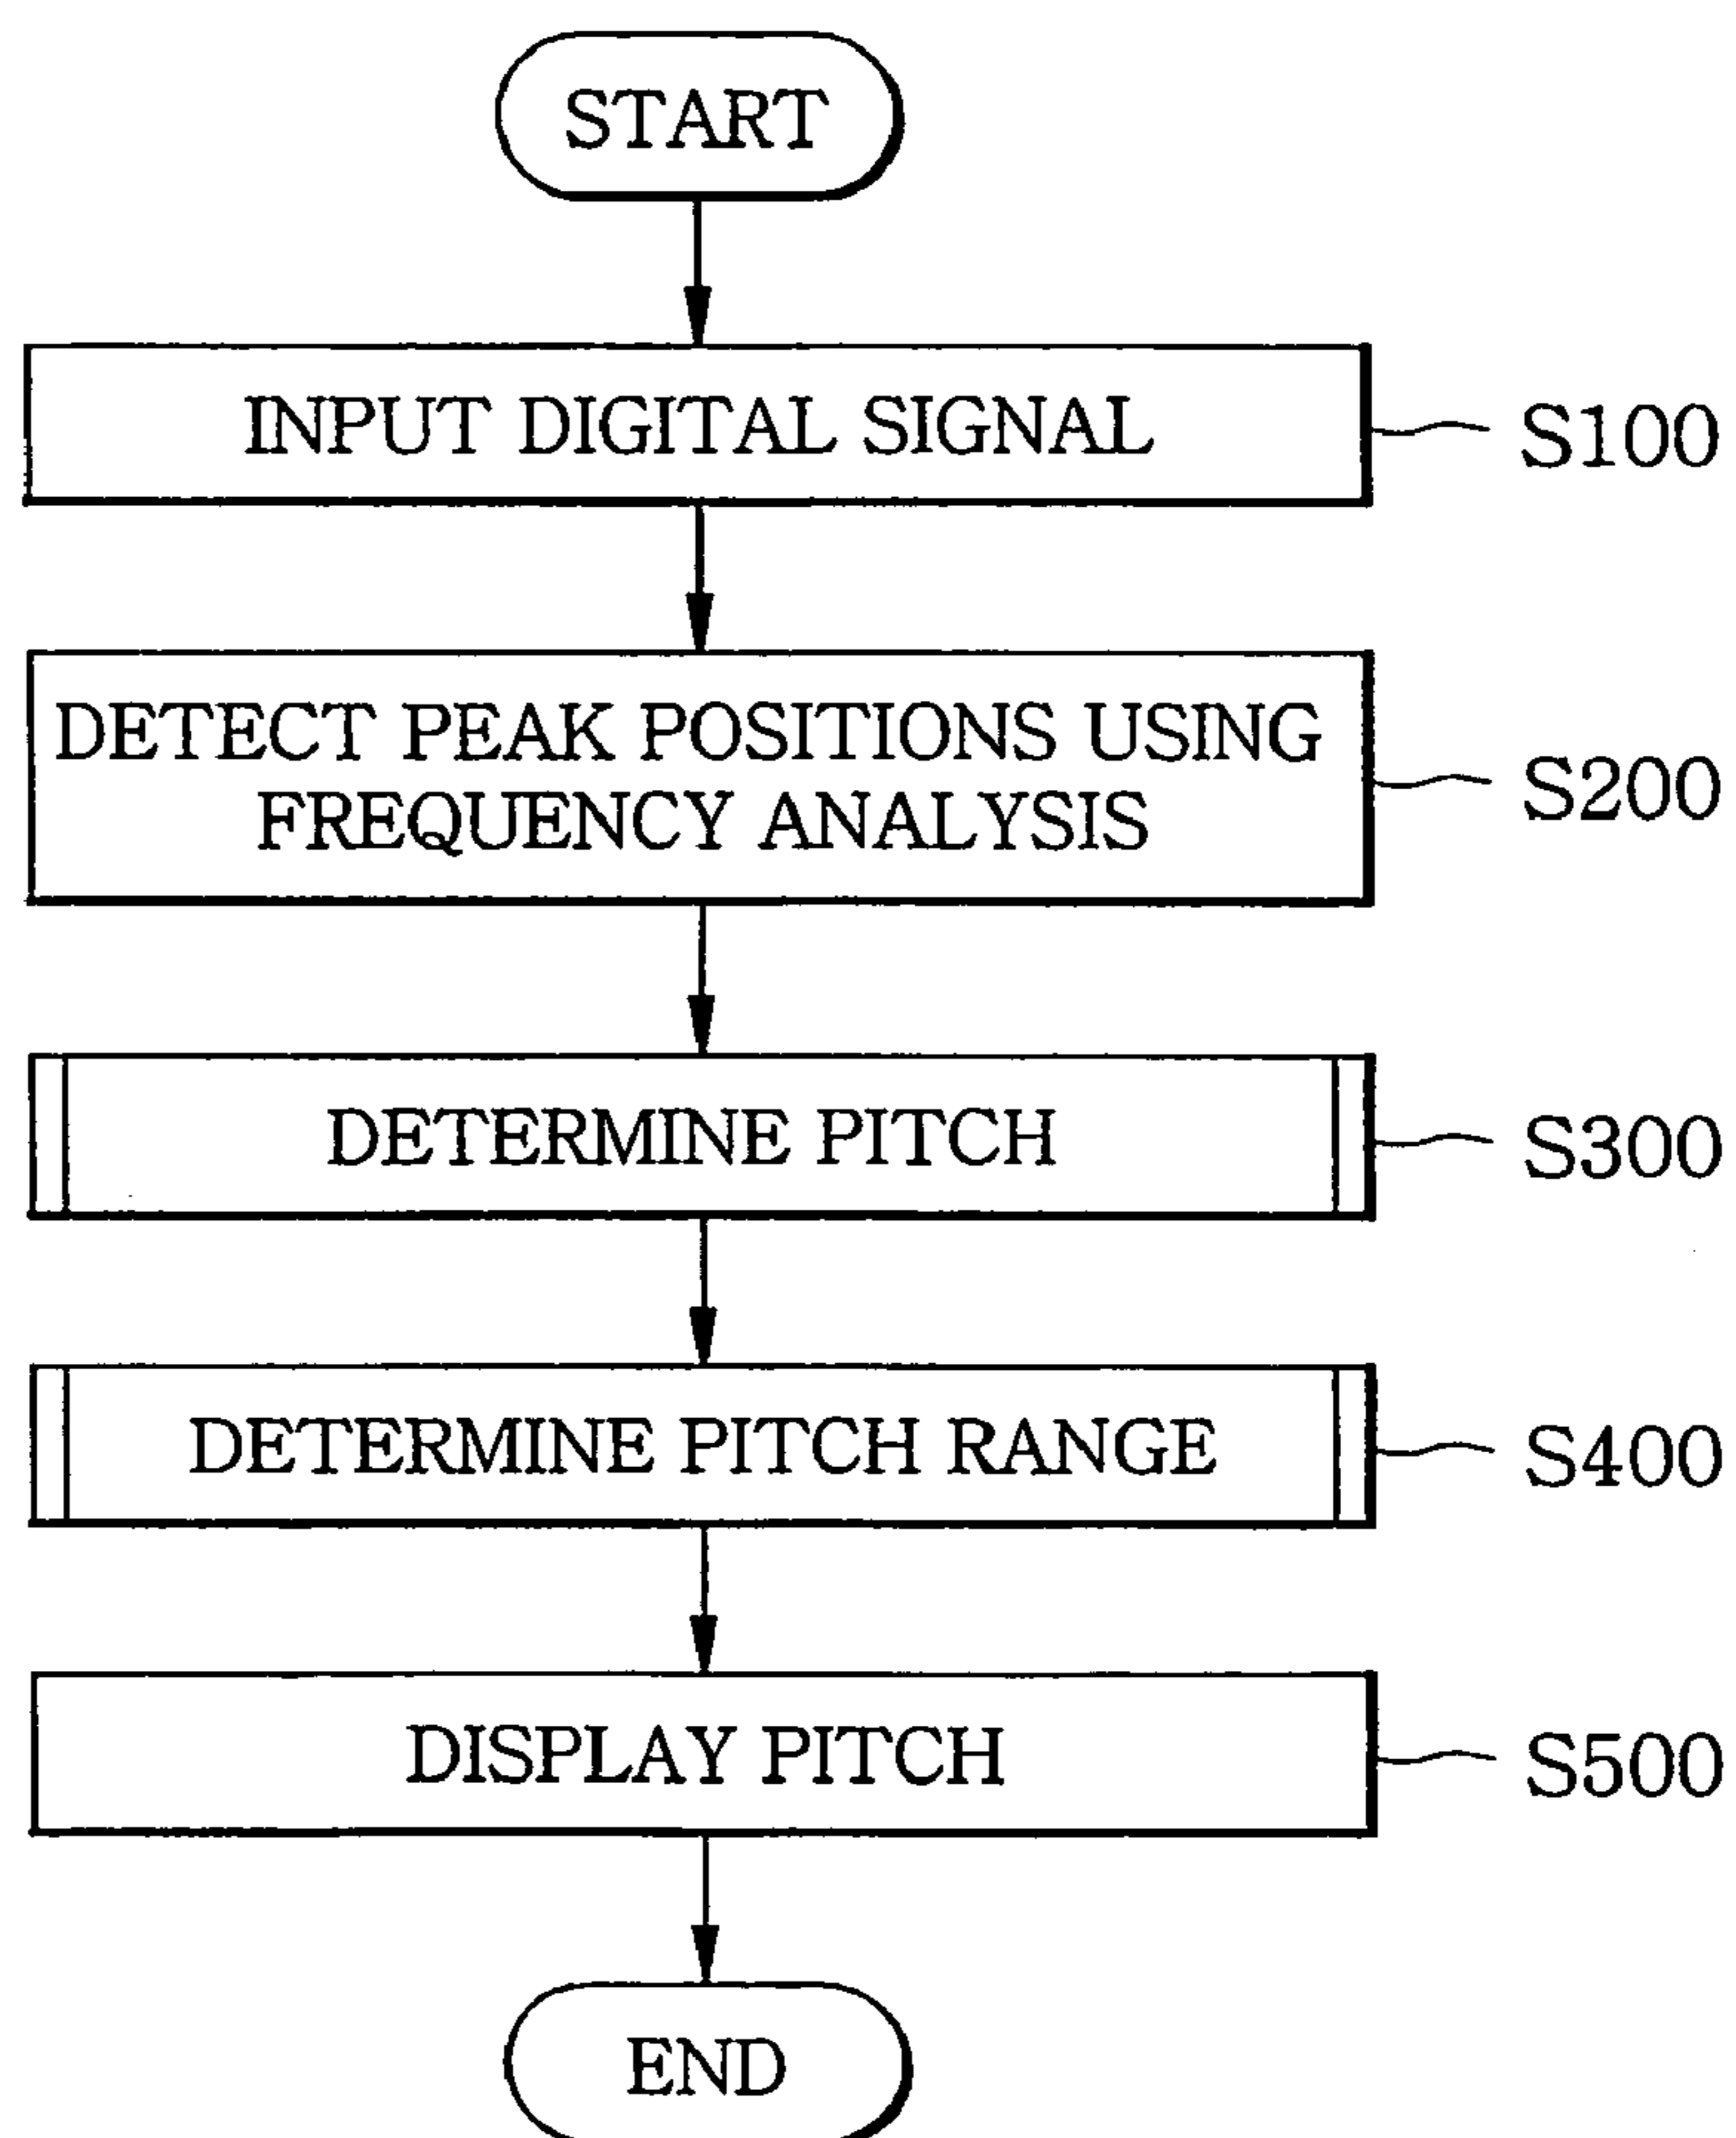 START
INPUT DIGITAL SIGNAL
S100
DETECT PEAK POSITIONS USING
FREQUENCY ANALYSIS
S200
DETERMINE PITCH
S300
DETERMINE PITCH RANGE
S400
DISPLAY PITCH
S500
END